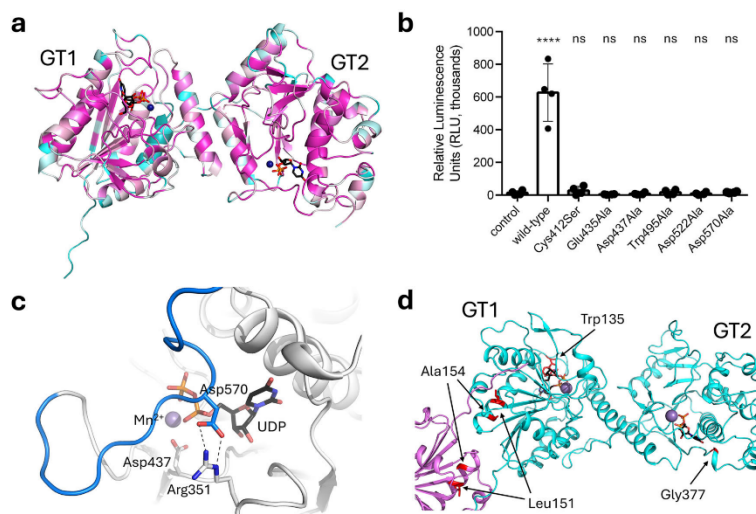 a
GT1
GT2
b
Relative Luminescence
Units (RLU, thousands)
1000
800
600
400
200
0
**** ns ns ns ns ns ns
control
wild-type
Cys412Ser
Glu435Ala
Asp437Ala
Trp495Ala
Asp522Ala
Asp570Ala
c
Asp570
Mn²⁺
UDP
Asp437
Arg351
d
GT1
Trp135
GT2
Ala154
Leu151
Gly377